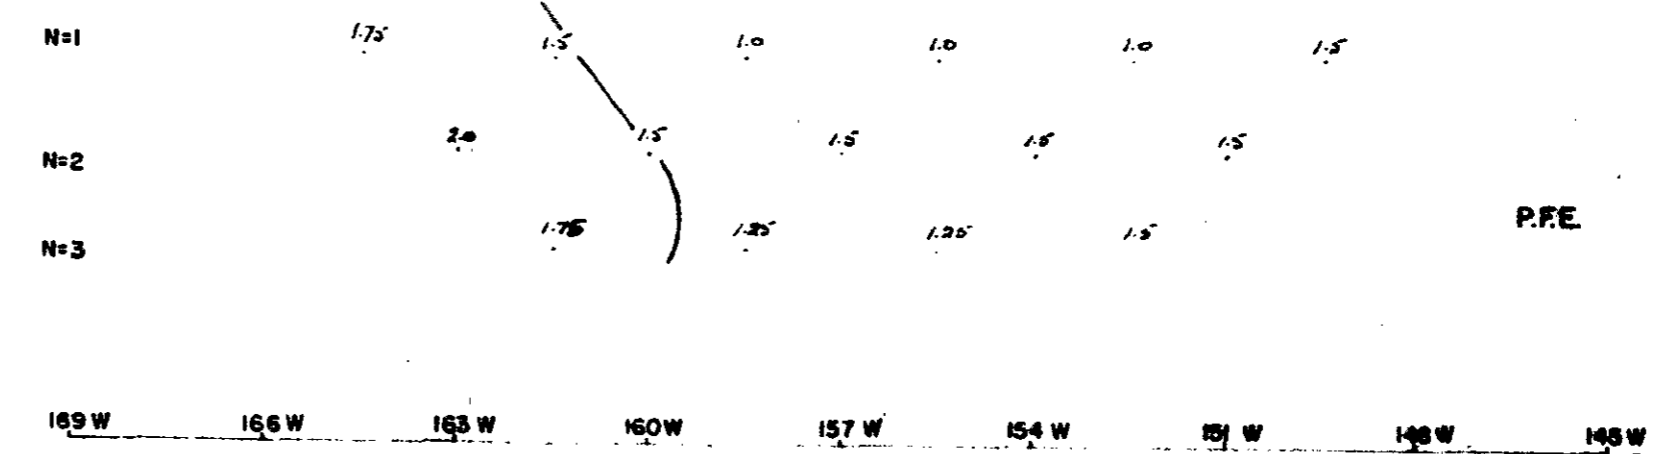 N=1 1.75 1.5 1.0 1.0 1.0 1.5
N=2 2.0 1.5 1.5 1.5 1.5
N=3 1.75 1.25 1.25 1.5
P.F.E.
169 W 166 W 163 W 160W 157 W 154 W 151 W 148 W 145 W